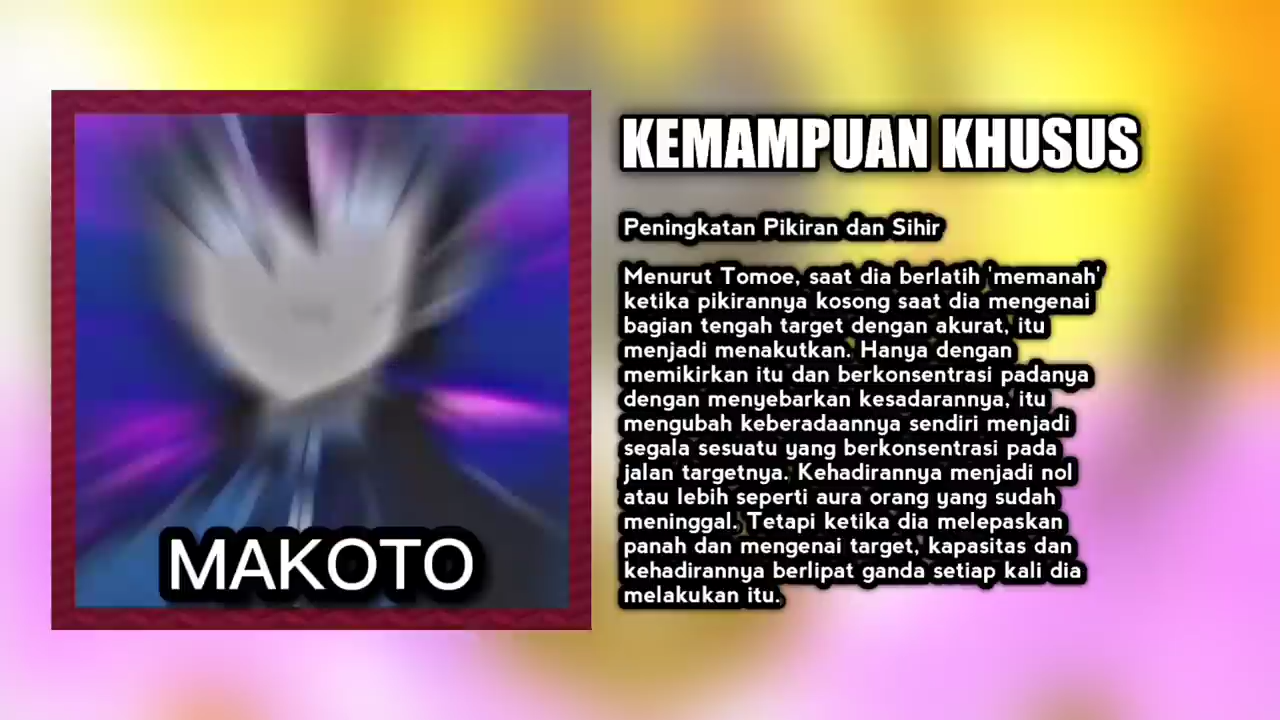 KEMAMPUAN KHUSUS
Peningkatan Pikiran dan Sihir
Menurut Tomoe, saat dia berlatih 'memanah'
ketika pikirannya kosong saat dia mengenai
bagian tengah target dengan akurat, itu
menjadi menakutkan. Hanya dengan
memikirkan itu dan berkonsentrasi padanya
dengan menyebarkan kesadarannya, itu
mengubah keberadaannya sendiri menjadi
segala sesuatu yang berkonsentrasi pada
jalan targetnya. Kehadirannya menjadi nol
atau lebih seperti aura orang yang sudah
meninggal. Tetapi ketika dia melepaskan
panah dan mengenai target, kapasitas dan
kehadirannya berlipat ganda setiap kali dia
melakukan itu.
MAKOTO